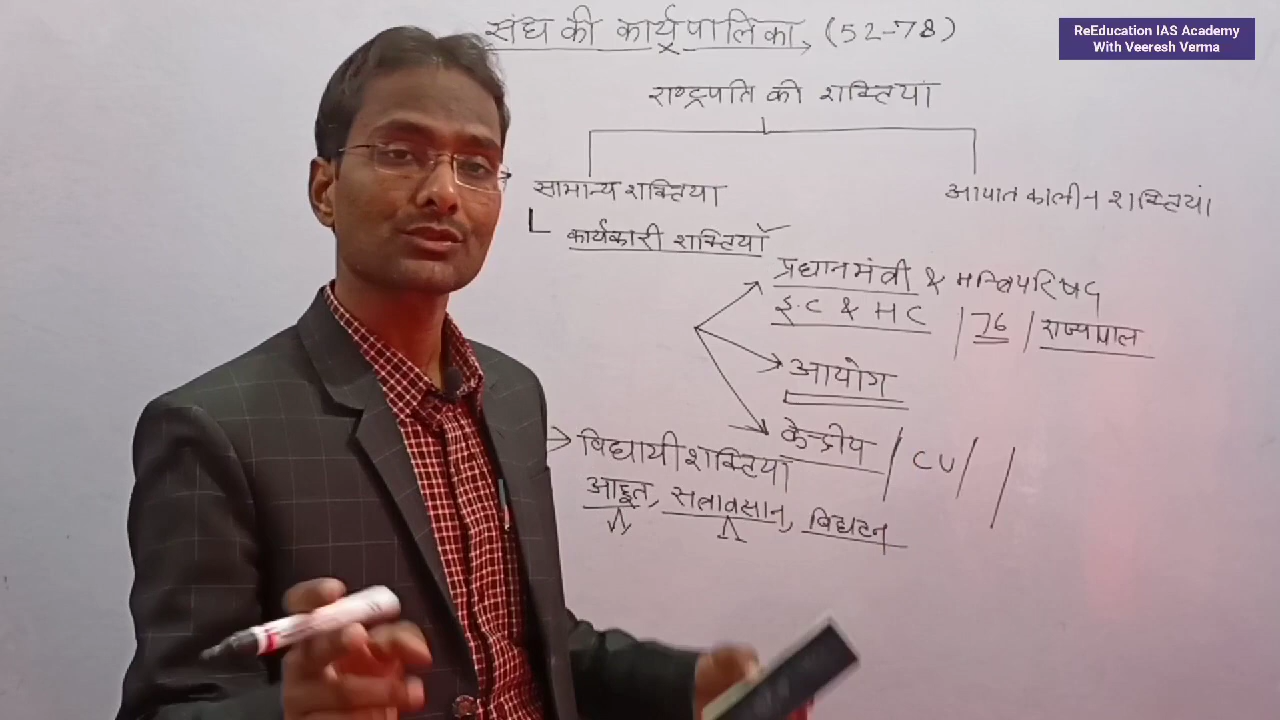 संघ की कार्यपालिका, (52-78)
ReEducation IAS Academy
With Veeresh Verma
राष्ट्रपति की शक्तियां
सामान्य शक्तिया
आपात कालीन शक्तियां
कार्यकारी शक्तियाँ
प्रधानमंत्री & मन्त्रिपरिषद
& HC / 76 / राज्यपाल
आयोग
केन्द्रीय / CU / /
विधायी शक्तियां
आहूत, सत्रावसान, विघटन